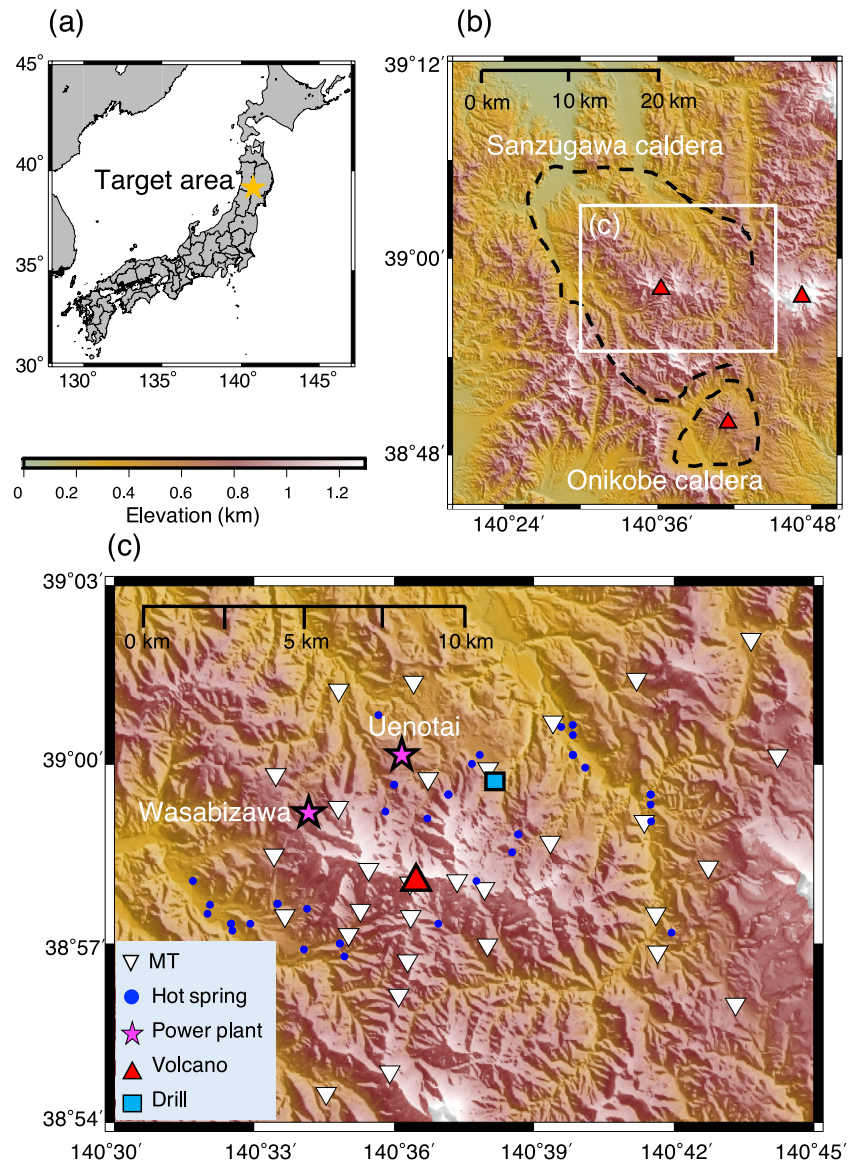 (a)
45°
40°
35°
30°
130°
135°
140°
145°
Target area
0
0.2
0.4
0.6
0.8
1
1.2
Elevation (km)
(b)
39°12′
39°00′
38°48′
140°24′
140°36′
140°48′
0 km
10 km
20 km
Sanzugawa caldera
(c)
Onikobe caldera
(c)
39°03′
39°00′
38°57′
38°54′
140°30′
140°33′
140°36′
140°39′
140°42′
140°45′
0 km
5 km
10 km
Uenotai
Wasabizawa
MT
Hot spring
Power plant
Volcano
Drill